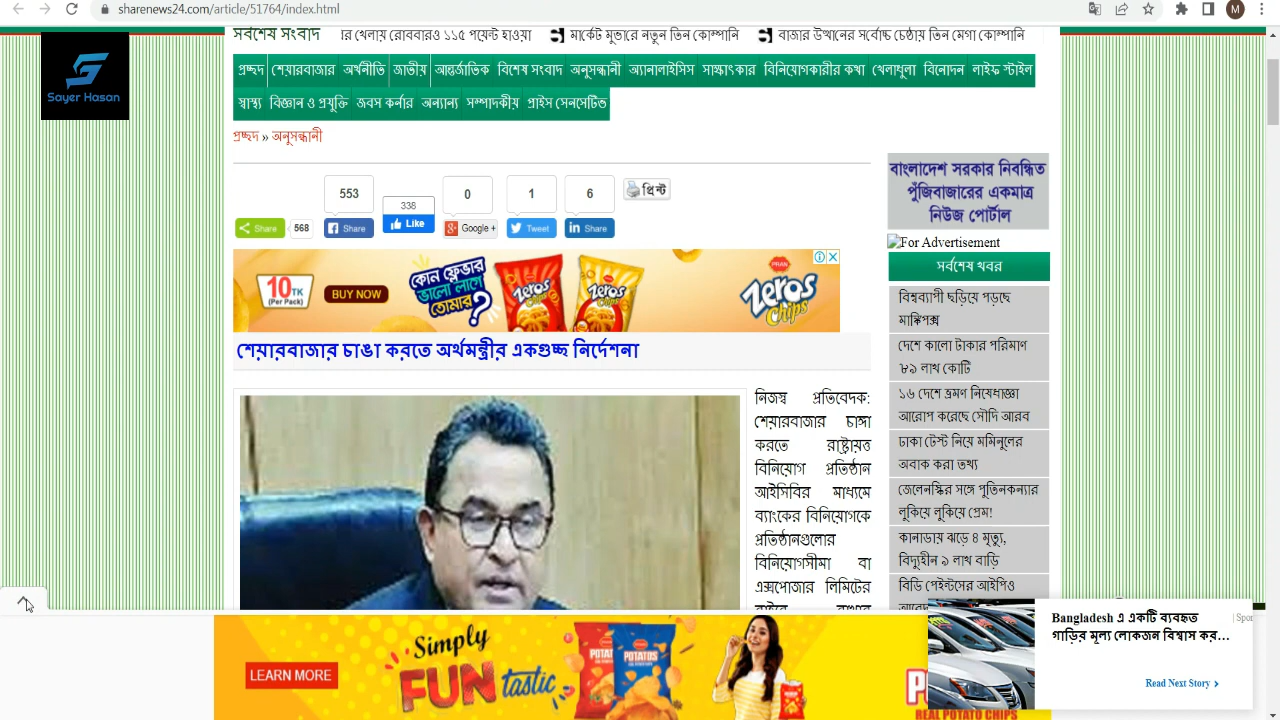 sharenews24.com/article/51764/index.html
M
Sayer Hasan
সর্বশেষ সংবাদ
খেলায় রোববারও ১১৫ পয়েন্ট হাওয়া
মার্কেট মুভারে নতুন তিন কোম্পানি
বাজার উত্থানের সর্বোচ্চ চেষ্টায় তিন মেগা কোম্পানি
প্রচ্ছদ শেয়ারবাজার অর্থনীতি জাতীয় আন্তর্জাতিক বিশেষ সংবাদ অনুসন্ধানী অ্যানালাইসিস সাক্ষাৎকার বিনিয়োগকারীর কথা খেলাধুলা বিনোদন লাইফ স্টাইল
স্বাস্থ্য বিজ্ঞান ও প্রযুক্তি জবস কর্নার অন্যান্য সম্পাদকীয় প্রাইস সেনসেটিভ
প্রচ্ছদ » অনুসন্ধানী
553 338 0 1 6 প্রিন্ট
Share 568 Share Like Google + Tweet Share
10TK
(Per Pack)
BUY NOW
কোন ফ্লেভার
ভালো লাগে
তোমার?
ZEROS
ZEROS
PRAN
ZEROS
Chips
শেয়ারবাজার চাঙা করতে অর্থমন্ত্রীর একগুচ্ছ নির্দেশনা
নিজস্ব প্রতিবেদক:
শেয়ারবাজার চাঙ্গা
করতে রাষ্ট্রায়ত্ত
বিনিয়োগ প্রতিষ্ঠান
আইসিবির মাধ্যমে
ব্যাংকের বিনিয়োগকে
প্রতিষ্ঠানগুলোর
বিনিয়োগসীমা বা
এক্সপোজার লিমিটের
বাংলাদেশ সরকার নিবন্ধিত
পুঁজিবাজারের একমাত্র
নিউজ পোর্টাল
For Advertisement
সর্বশেষ খবর
বিশ্বব্যাপী ছড়িয়ে পড়ছে
মাঙ্কিপক্স
দেশে কালো টাকার পরিমাণ
৮৯ লাখ কোটি
১৬ দেশে ভ্রমণ নিষেধাজ্ঞা
আরোপ করেছে সৌদি আরব
ঢাকা টেস্ট নিয়ে মমিনুলের
অবাক করা তথ্য
জেলেনস্কির সঙ্গে পুতিনকন্যার
লুকিয়ে লুকিয়ে প্রেম!
কানাডায় ঝড়ে ৪ মৃত্যু,
বিদ্যুহীন ৯ লাখ বাড়ি
বিডি পেইন্টসের আইপিও
LEARN MORE
Simply
FUNtastic
POTATOS
REAL POTATO CHIPS
Bangladesh এ একটি ব্যবহৃত
গাড়ির মূল্য লোকজন বিশ্বাস কর...
| Spor
Read Next Story